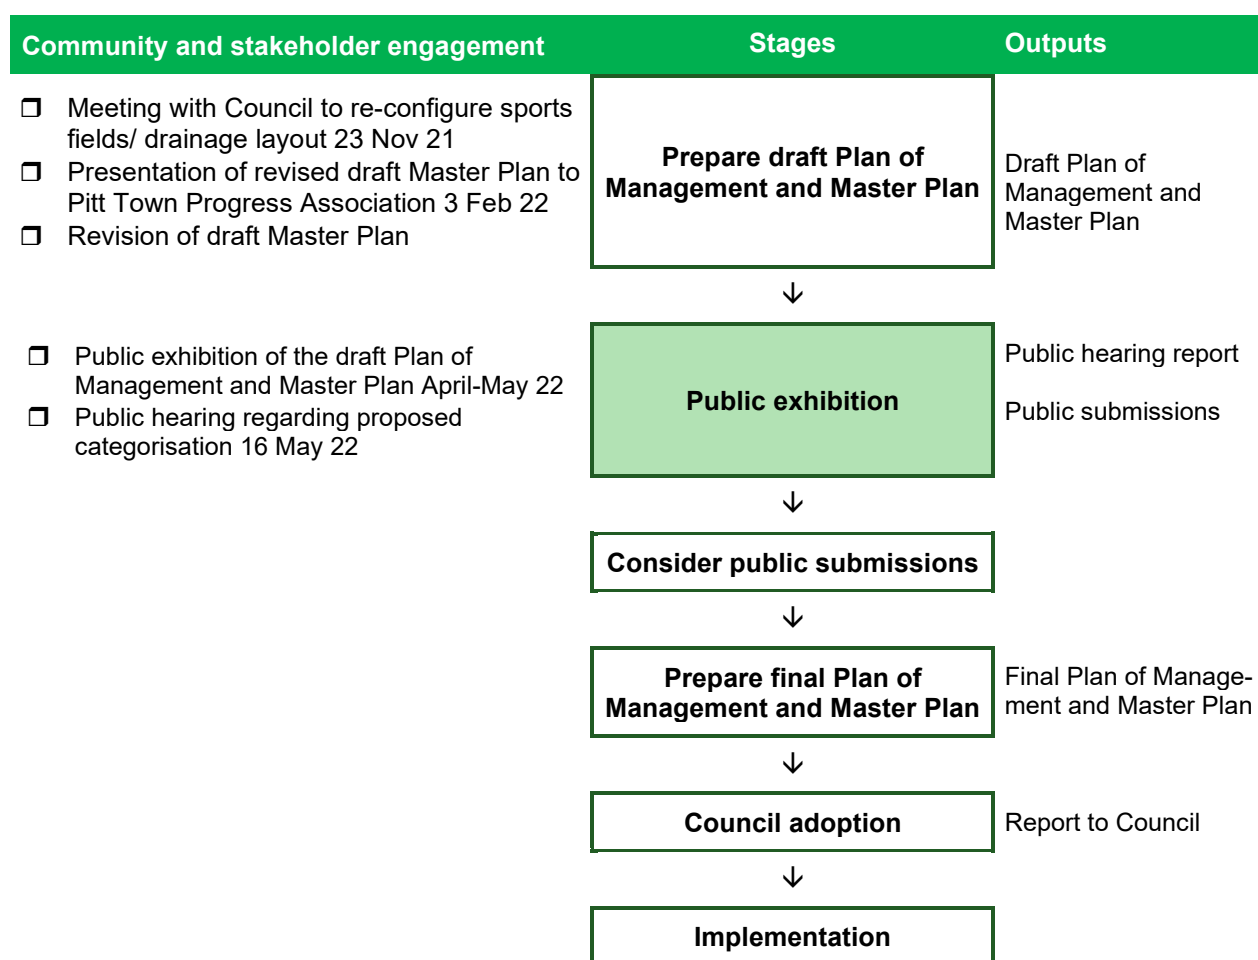 Community and stakeholder engagement
Stages
Outputs
Meeting with Council to re-configure sports
fields/ drainage layout 23 Nov 21
Presentation of revised draft Master Plan to
Pitt Town Progress Association 3 Feb 22
Revision of draft Master Plan
Prepare draft Plan of
Management and Master Plan
Draft Plan of
Management and
Master Plan
Public exhibition of the draft Plan of
Management and Master Plan April-May 22
Public hearing regarding proposed
categorisation 16 May 22
Public exhibition
Public hearing report
Public submissions
Consider public submissions
Prepare final Plan of
Management and Master Plan
Final Plan of Manage-
ment and Master Plan
Council adoption
Report to Council
Implementation